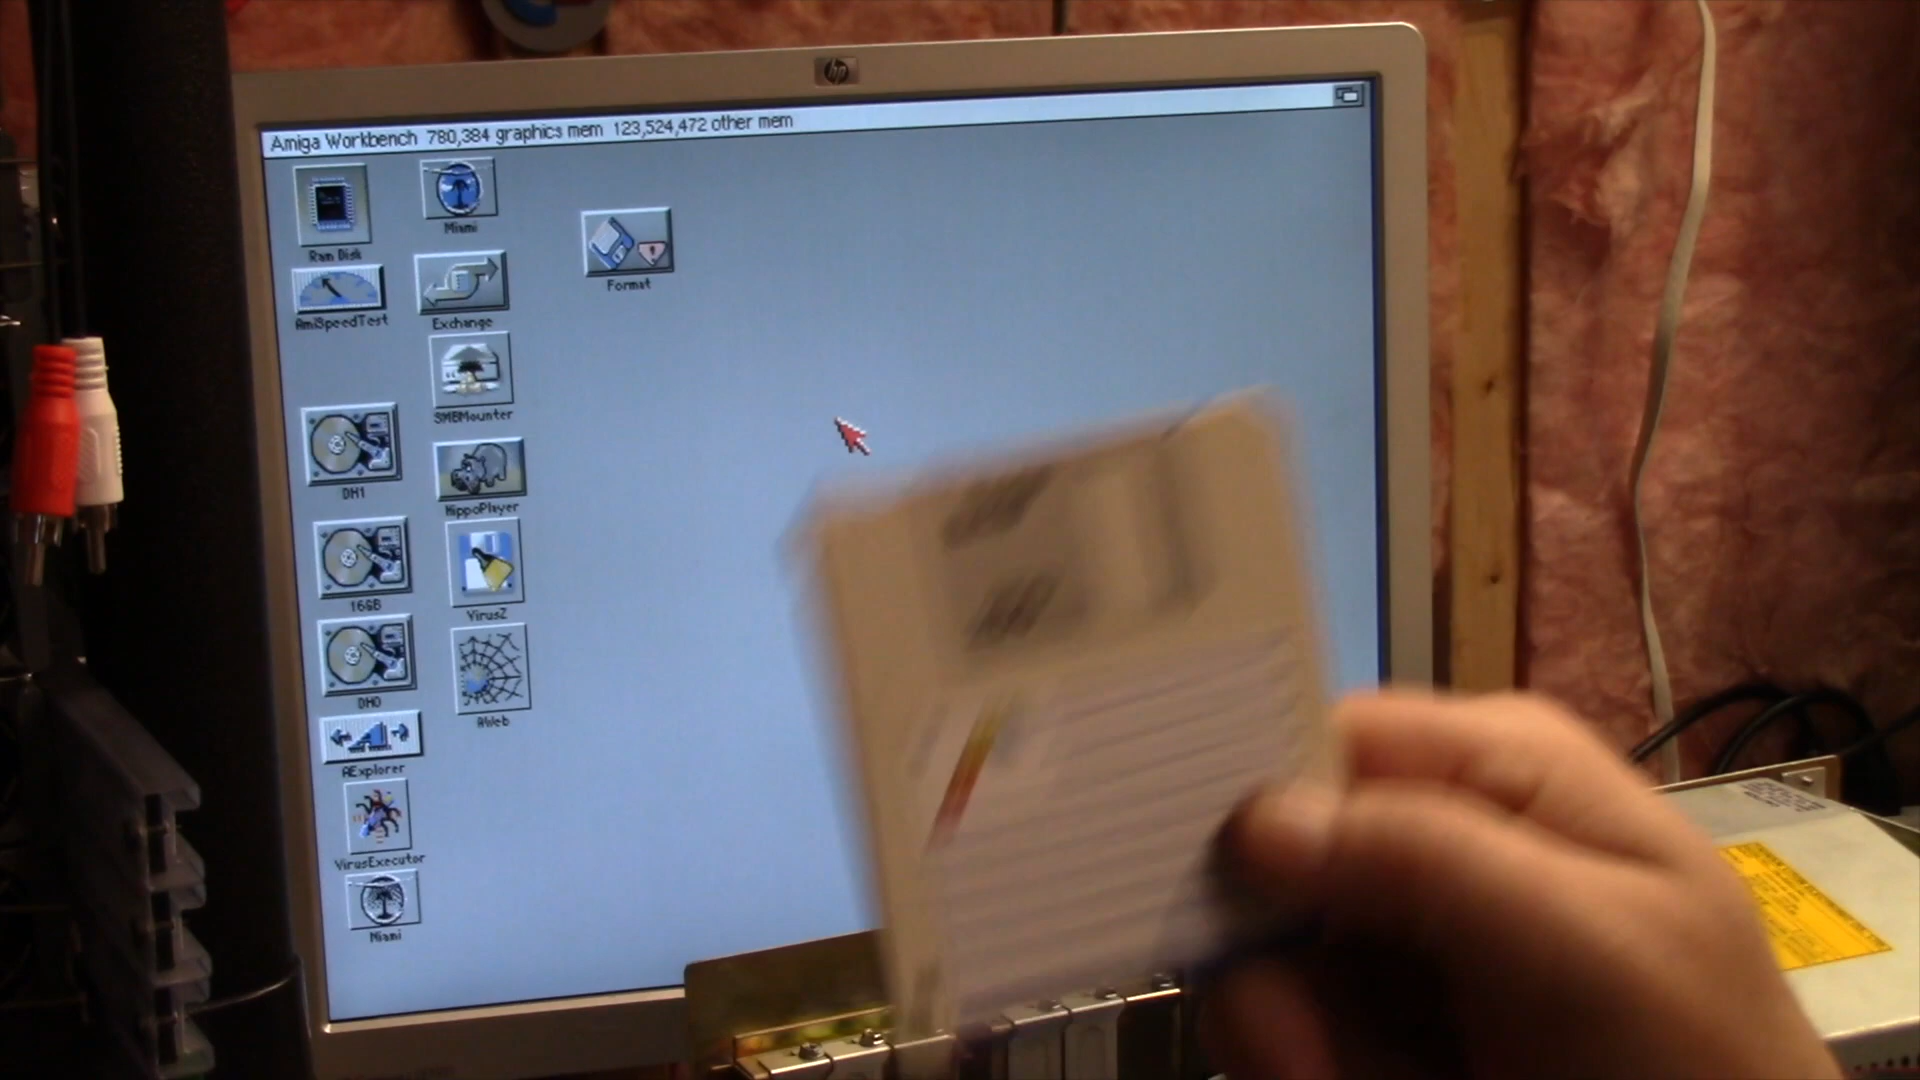 hp
Amiga Workbench 780,384 graphics mem 123,524,472 other mem
Ram Disk
Miami
Format
AmiSpeedTest
Exchange
SMBMounter
DH1
HippoPlayer
16GB
VirusZ
DH0
AWeb
AExplorer
VirusExecutor
Miami